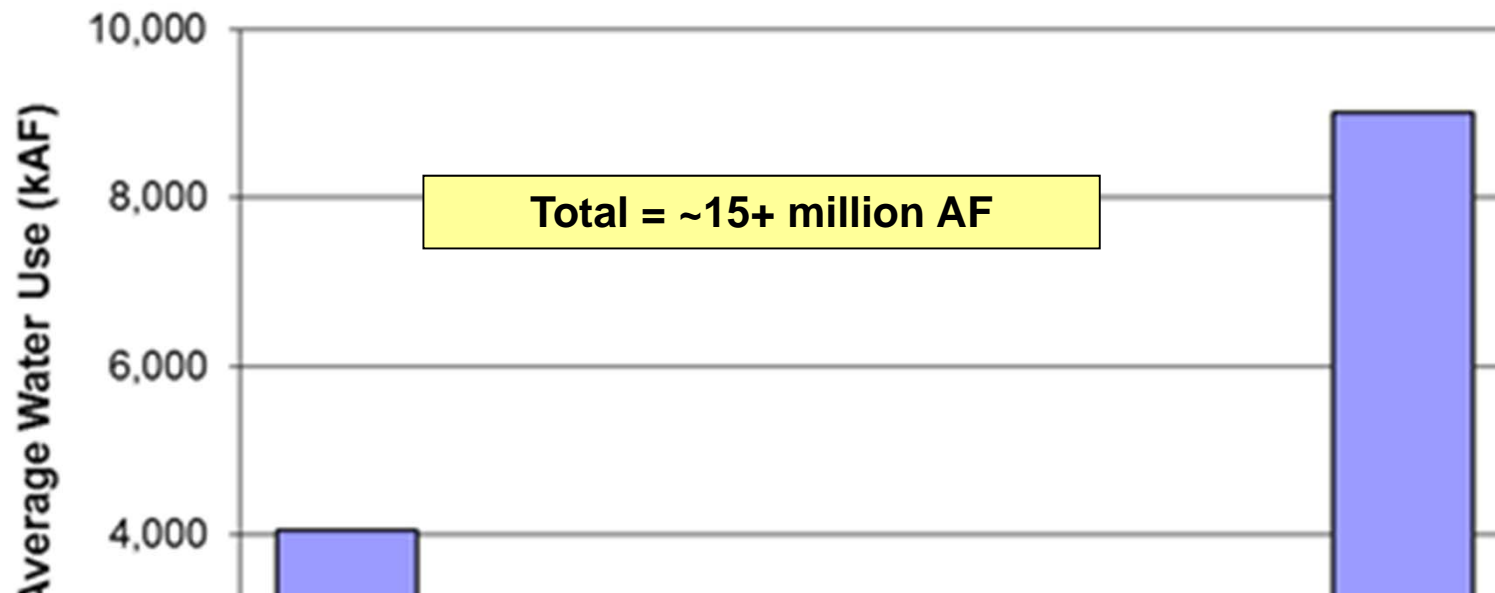 10,000
Average Water Use (kAF)
Total = ~15+ million AF
8,000
6,000
4,000